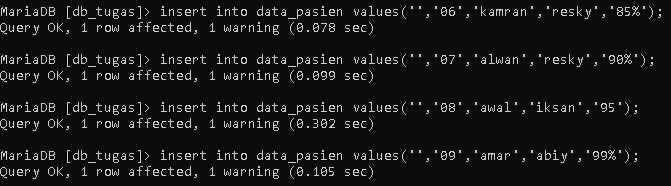 MariaDB [db_tugas]> insert into data_pasien values('','06','kamran','resky','85%');
Query OK, 1 row affected, 1 warning (0.078 sec)
MariaDB [db_tugas]> insert into data_pasien values('','07','alwan','resky','90%');
Query OK, 1 row affected, 1 warning (0.099 sec)
MariaDB [db_tugas]> insert into data_pasien values('','08','awal','iksan','95');
Query OK, 1 row affected, 1 warning (0.302 sec)
MariaDB [db_tugas]> insert into data_pasien values('','09','amar','abiy','99%');
Query OK, 1 row affected, 1 warning (0.105 sec)